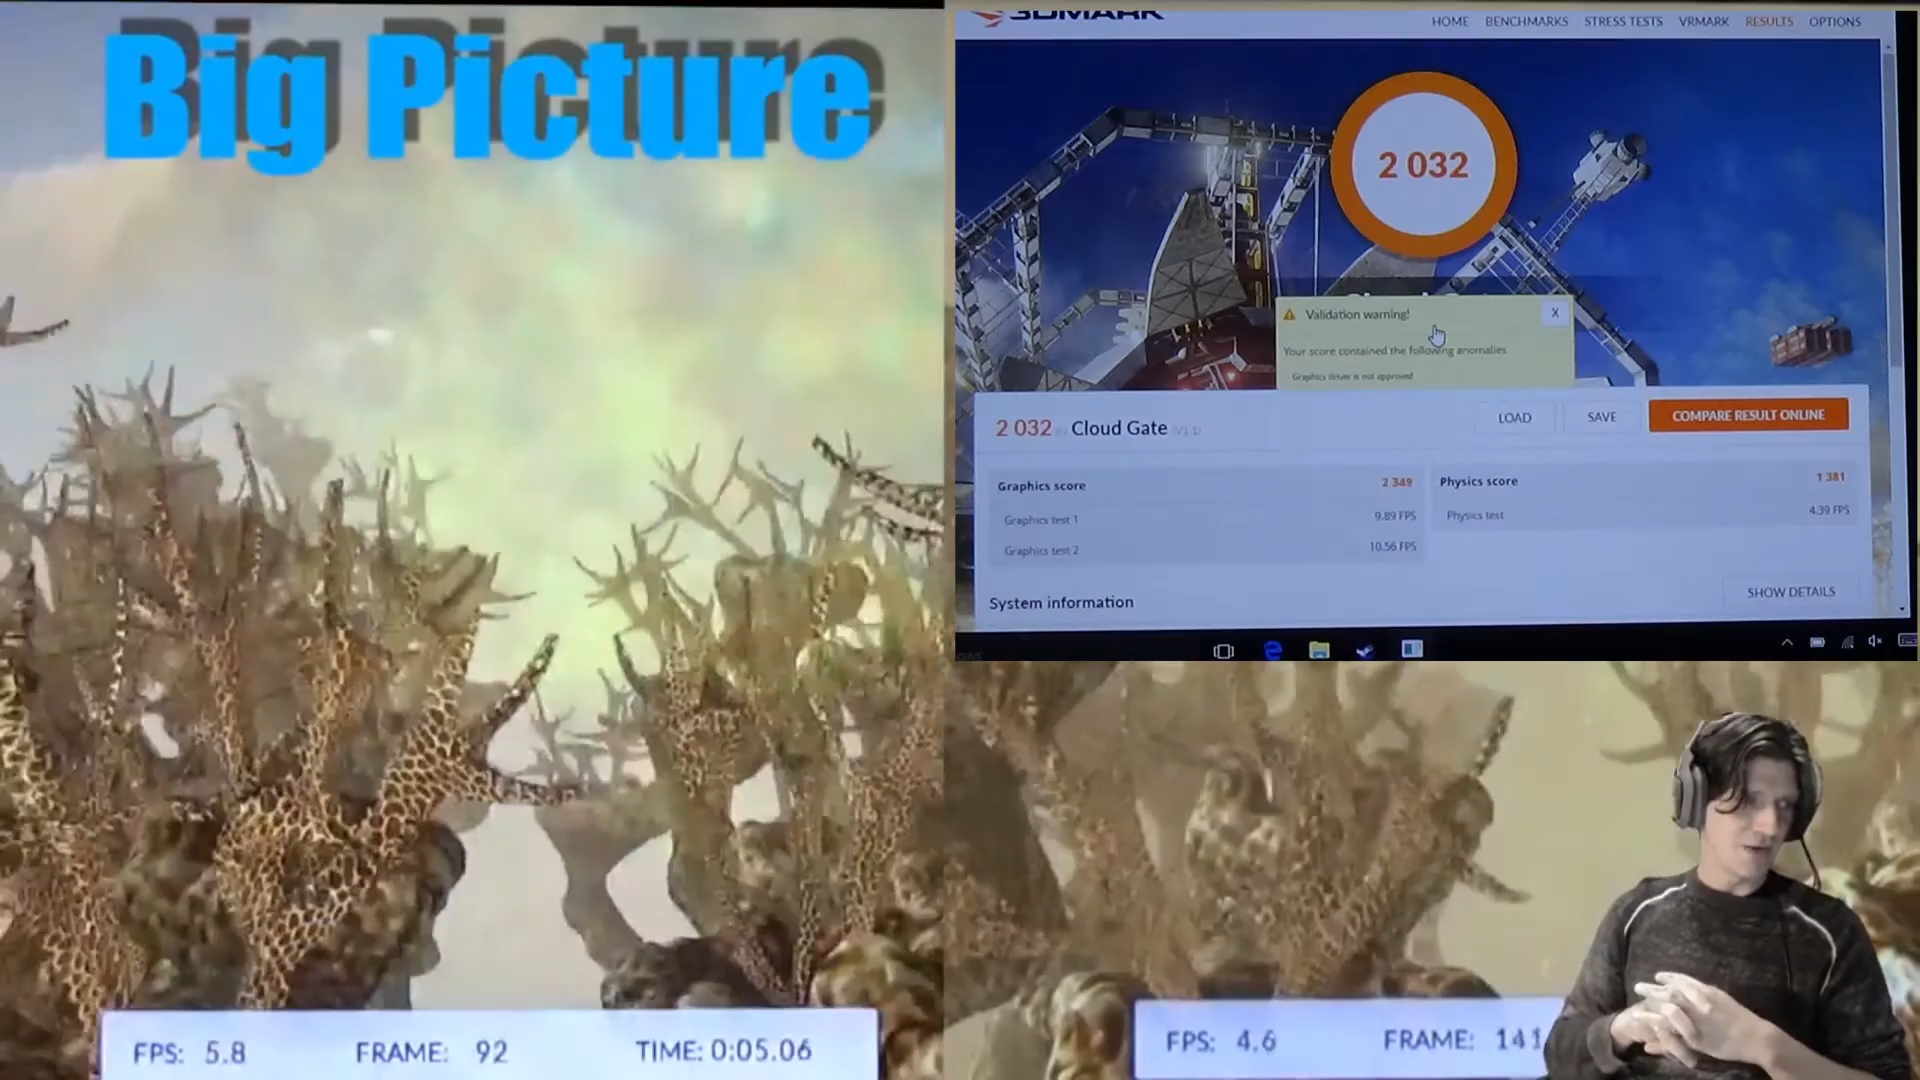 Big Picture
3DMARK
HOME BENCHMARKS STRESS TESTS VRMARK RESULTS OPTIONS
2 032
Validation warning! X
Your score contained the following anomalies
Graphics driver is not approved
2 032 Cloud Gate
LOAD SAVE COMPARE RESULT ONLINE
Graphics score 2 349
Graphics test 1 9.89 FPS
Graphics test 2 10.56 FPS
Physics score 1 381
Physics test 4.39 FPS
System information
SHOW DETAILS
FPS: 5.8 FRAME: 92 TIME: 0:05.06
FPS: 4.6 FRAME: 141